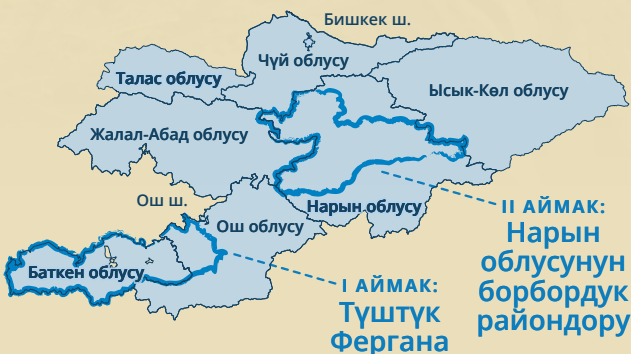 Бишкек ш.
Чүй облусу
Талас облусу
Ысык-Көл облусу
Жалал-Абад облусу
Ош ш.
Нарын облусу
Ош облусу
Баткен облусу
II АЙМАК:
Нарын
облусунун
борбордук
райондору
I АЙМАК:
Түштүк
Фергана